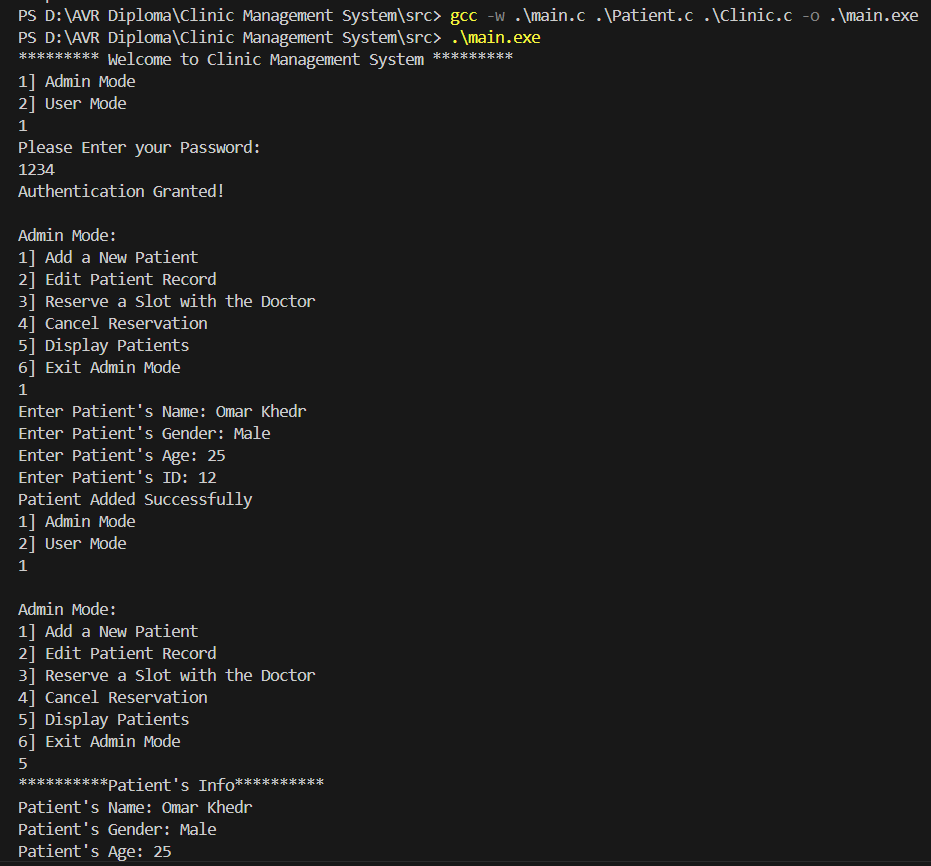 PS D:\AVR Diploma\Clinic Management System\src> gcc -w .\main.c .\Patient.c .\Clinic.c -o .\main.exe
PS D:\AVR Diploma\Clinic Management System\src> .\main.exe
********* Welcome to Clinic Management System *********
1] Admin Mode
2] User Mode
1
Please Enter your Password:
1234
Authentication Granted!

Admin Mode:
1] Add a New Patient
2] Edit Patient Record
3] Reserve a Slot with the Doctor
4] Cancel Reservation
5] Display Patients
6] Exit Admin Mode
1
Enter Patient's Name: Omar Khedr
Enter Patient's Gender: Male
Enter Patient's Age: 25
Enter Patient's ID: 12
Patient Added Successfully
1] Admin Mode
2] User Mode
1

Admin Mode:
1] Add a New Patient
2] Edit Patient Record
3] Reserve a Slot with the Doctor
4] Cancel Reservation
5] Display Patients
6] Exit Admin Mode
5
**********Patient's Info**********
Patient's Name: Omar Khedr
Patient's Gender: Male
Patient's Age: 25